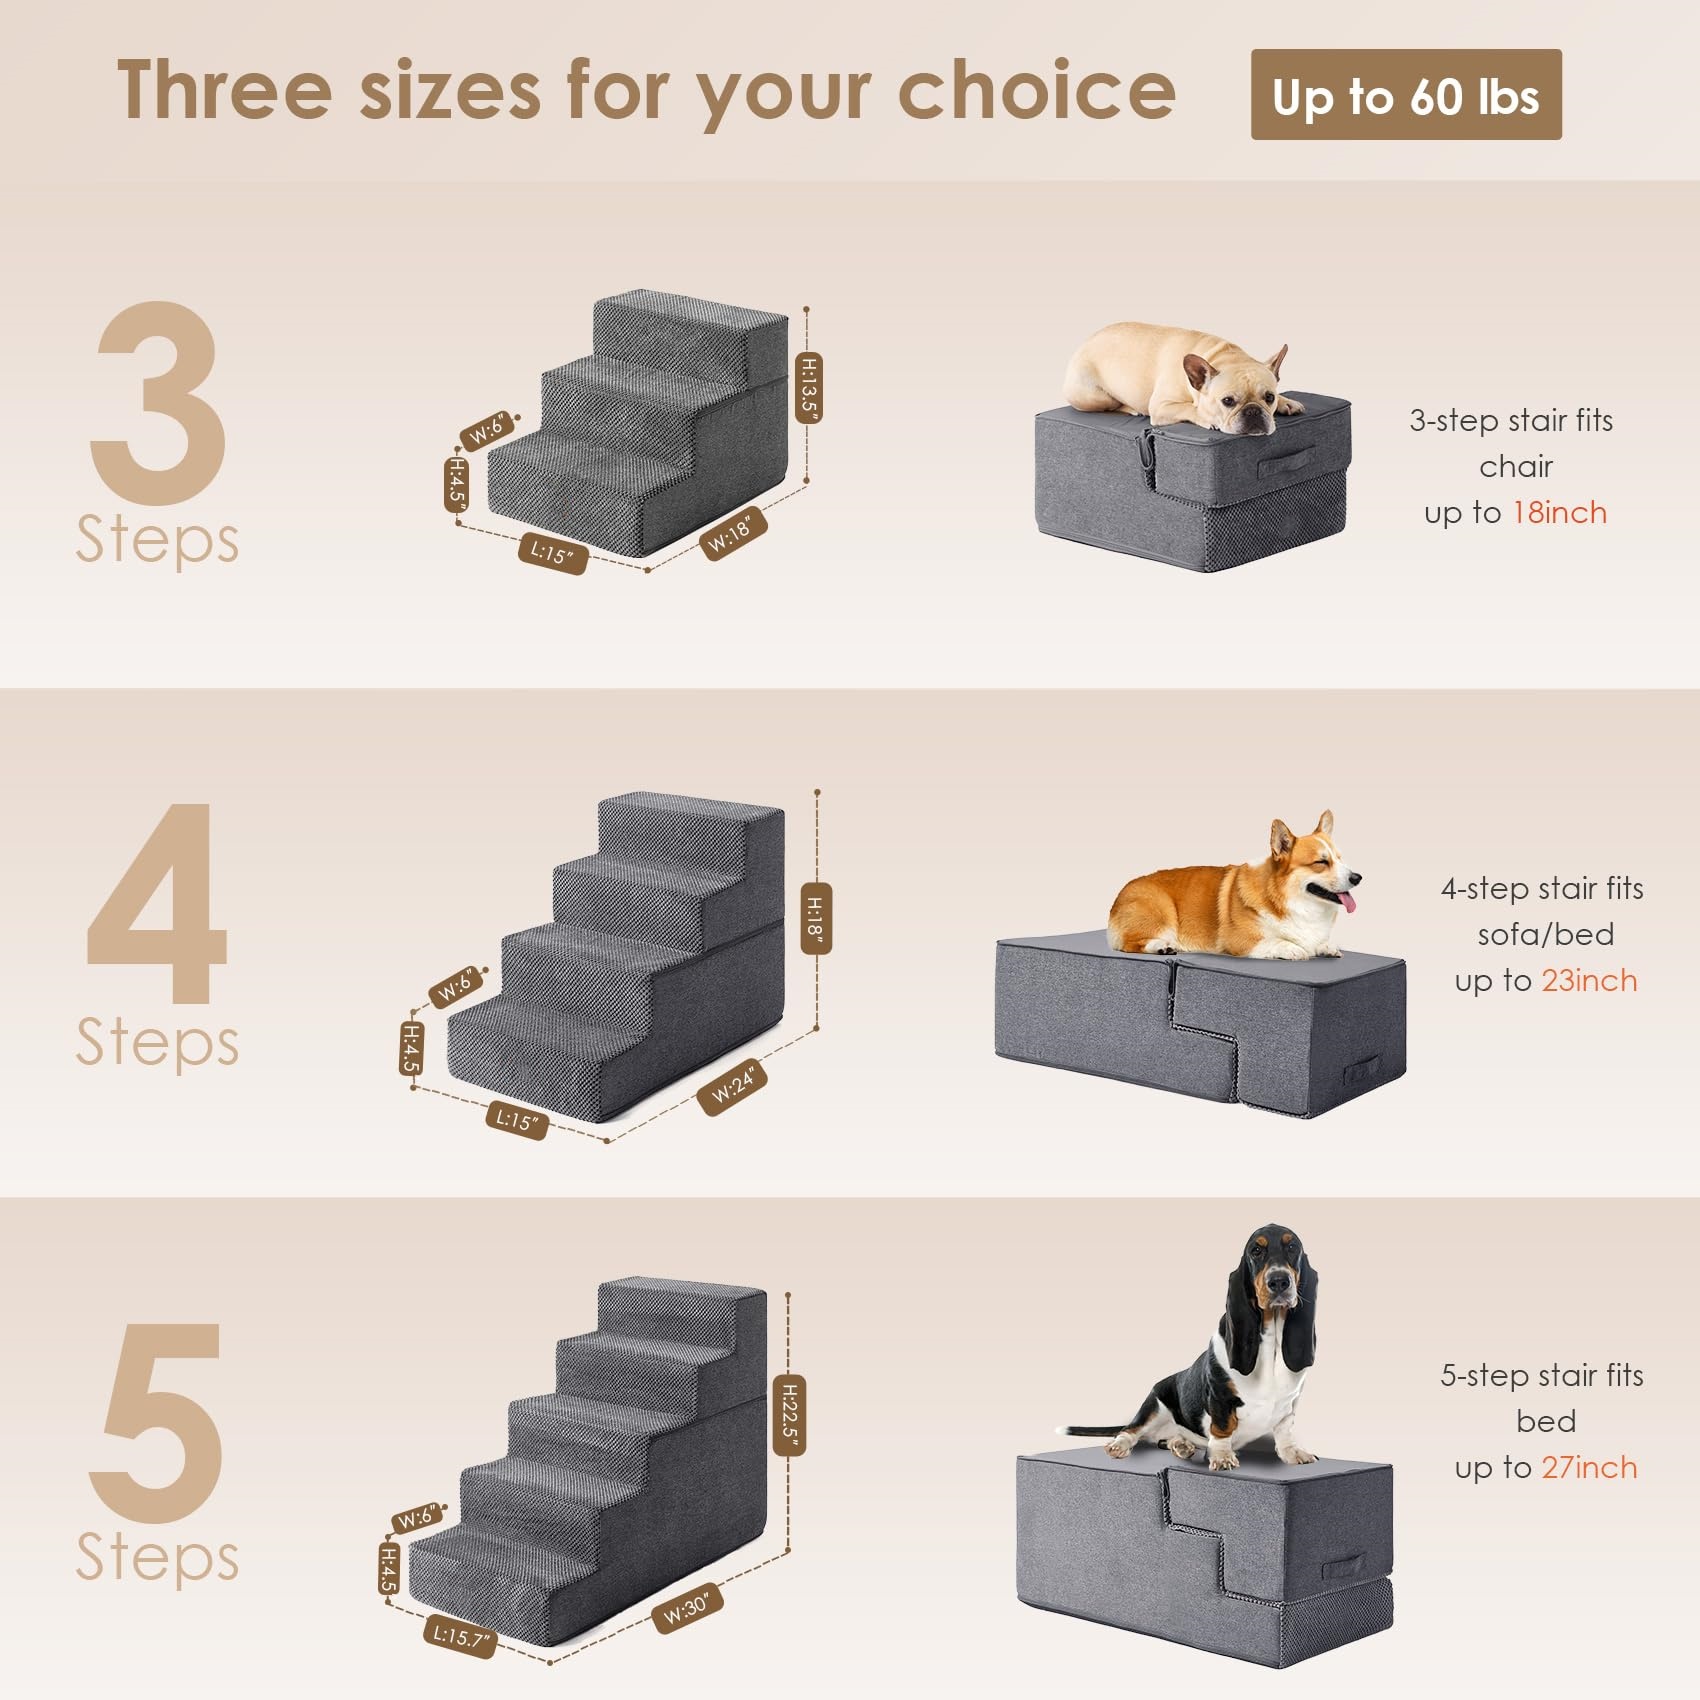 Three sizes for your choice
Up to 60 lbs
3
Steps
W:6"
H:4.5"
L:15"
W:18"
H:13.5"
3-step stair fits
chair
up to 18inch
4
Steps
W:6"
H:4.5
L:15"
W:24"
H:18"
4-step stair fits
sofa/bed
up to 23inch
5
Steps
W:6"
H:4.5
L:15.7"
W:30"
H:22.5"
5-step stair fits
bed
up to 27inch